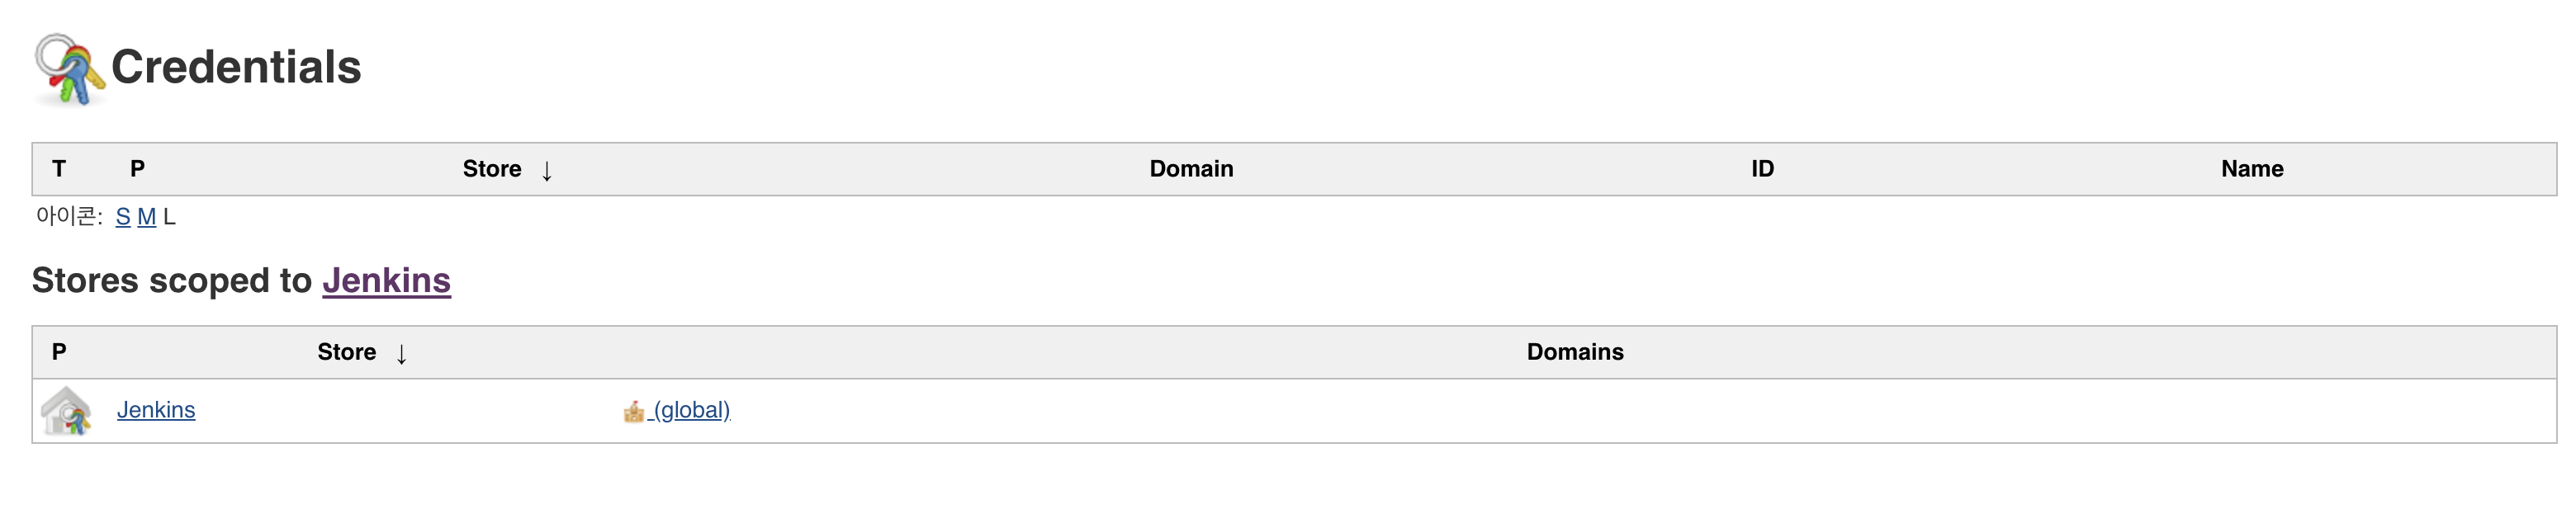 Credentials
T P Store ↓ Domain ID Name
아이콘: S M L
Stores scoped to Jenkins
P Store ↓ Domains
Jenkins (global)